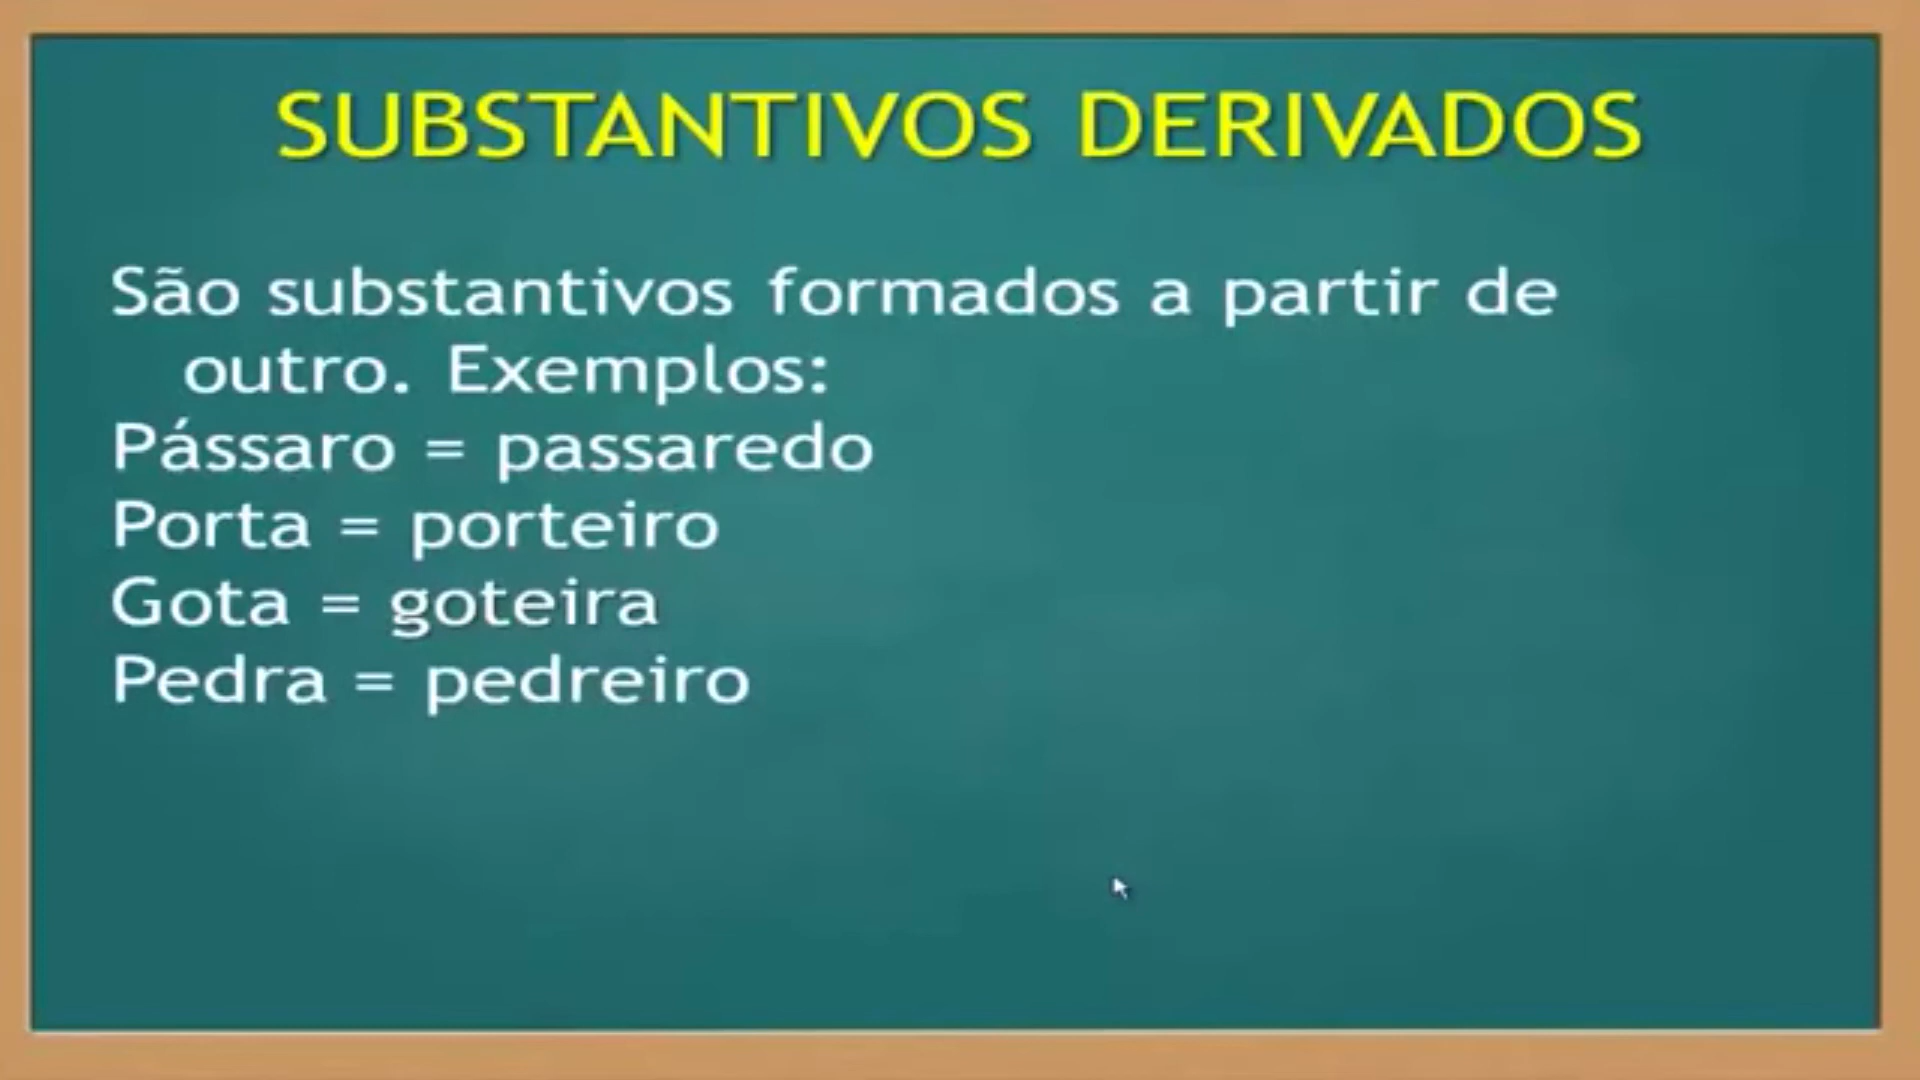 SUBSTANTIVOS DERIVADOS
São substantivos formados a partir de
outro. Exemplos:
Pássaro = passaredo
Porta = porteiro
Gota = goteira
Pedra = pedreiro